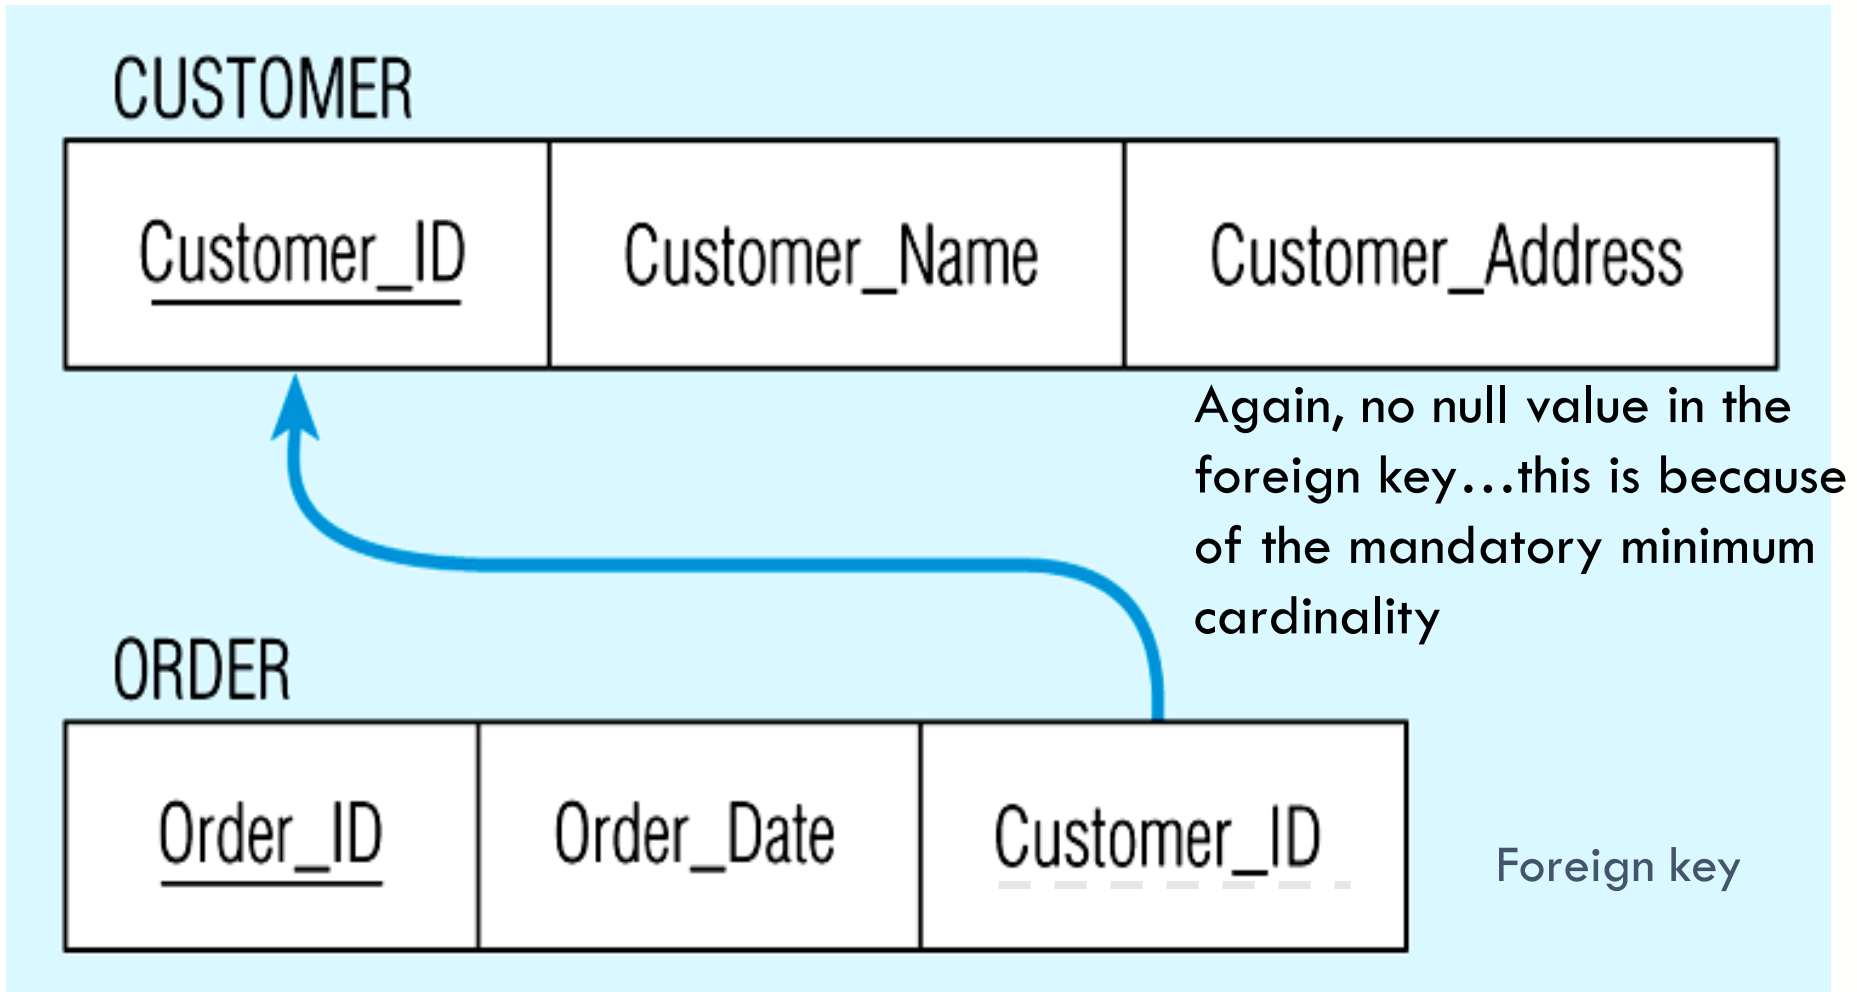 CUSTOMER
Customer_ID Customer_Name Customer_Address
Again, no null value in the
foreign key...this is because
of the mandatory minimum
cardinality
ORDER
Order_ID Order_Date Customer_ID
Foreign key